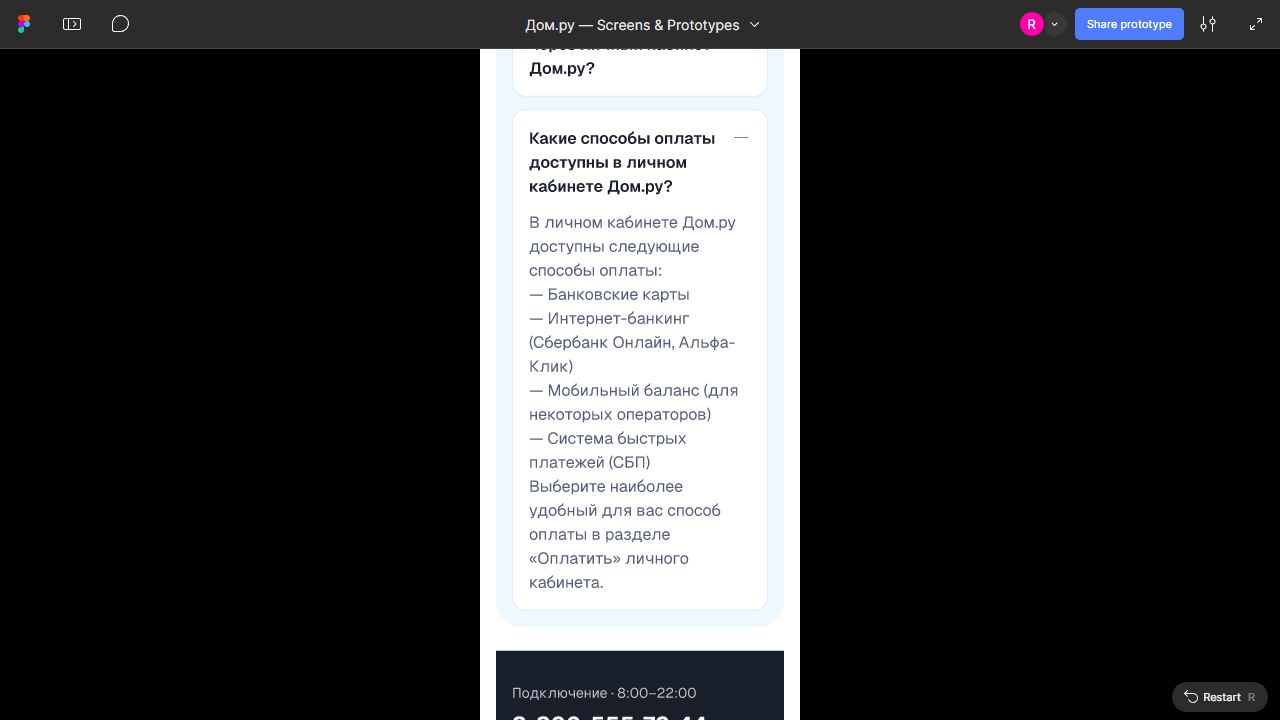 Дом.ру — Screens & Prototypes
R
Share prototype
Дом.ру?
Какие способы оплаты
доступны в личном
кабинете Дом.ру?
В личном кабинете Дом.ру
доступны следующие
способы оплаты:
— Банковские карты
— Интернет-банкинг
(Сбербанк Онлайн, Альфа-
Клик)
— Мобильный баланс (для
некоторых операторов)
— Система быстрых
платежей (СБП)
Выберите наиболее
удобный для вас способ
оплаты в разделе
«Оплатить» личного
кабинета.
Подключение · 8:00–22:00
Restart R